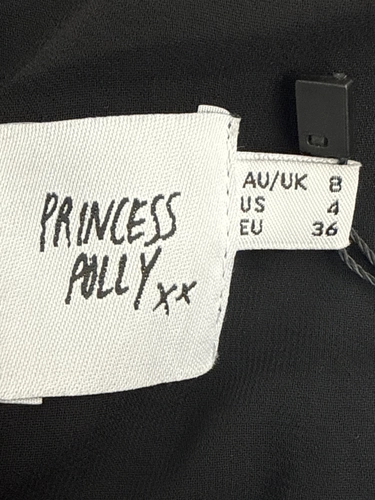 PRINCESS
POLLY xx
AU/UK 8
US 4
EU 36